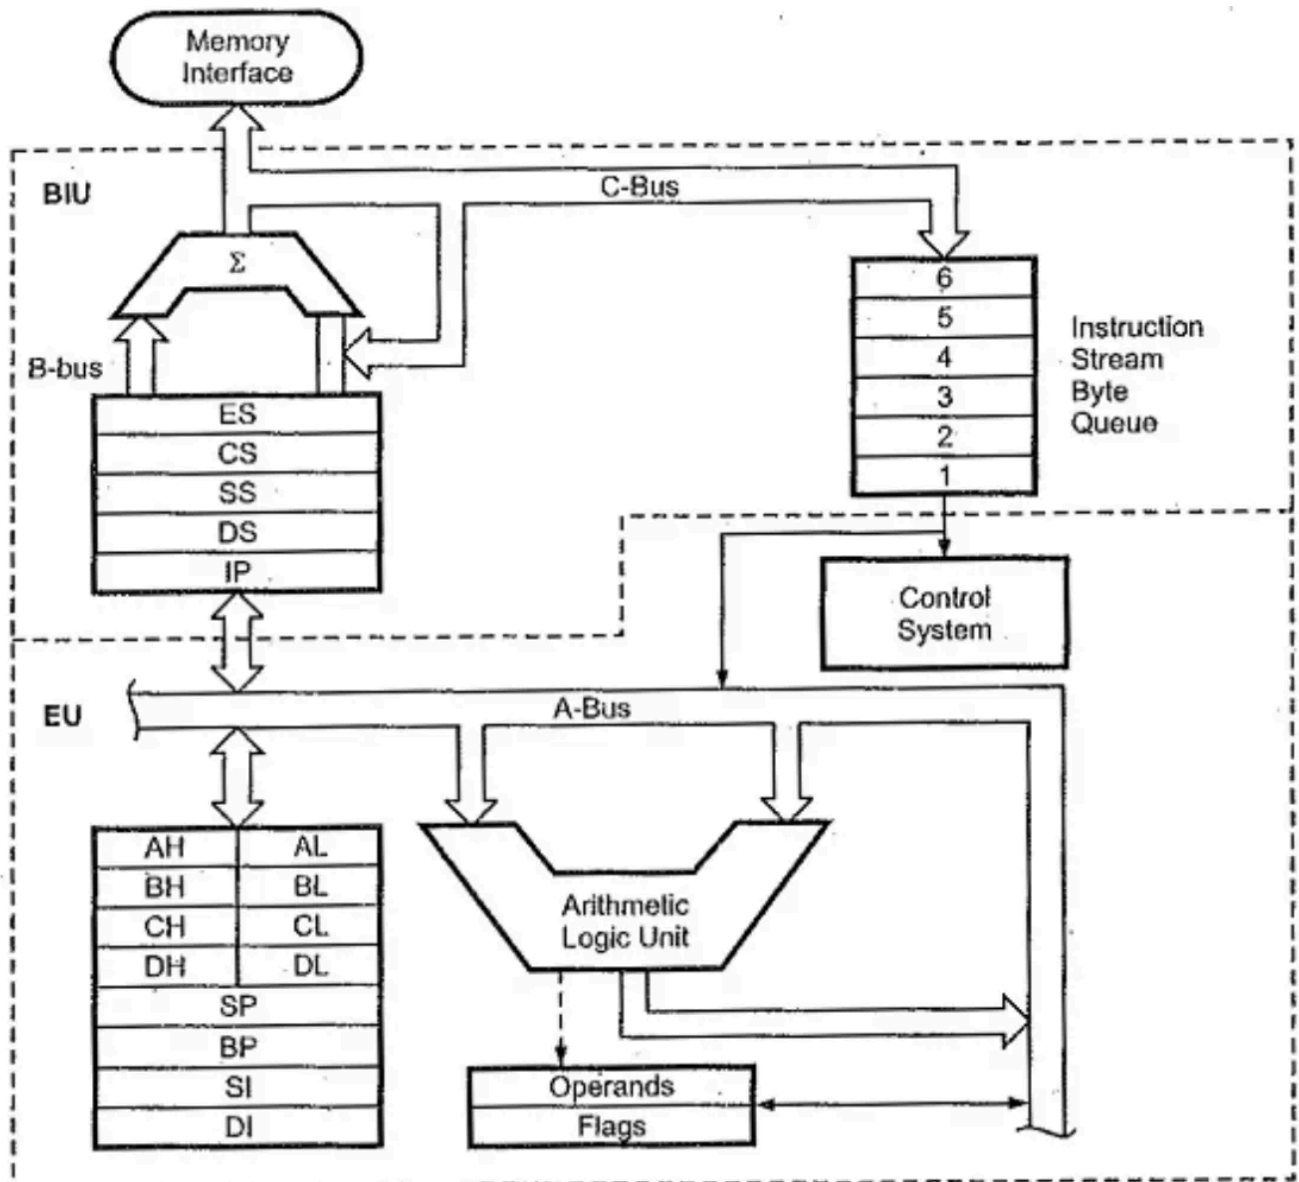 Memory
Interface
BIU
C-Bus
Σ
B-bus
ES
CS
SS
DS
IP
6
5
4
3
2
1
Instruction
Stream
Byte
Queue
Control
System
EU
A-Bus
AH AL
BH BL
CH CL
DH DL
SP
BP
SI
DI
Arithmetic
Logic Unit
Operands
Flags